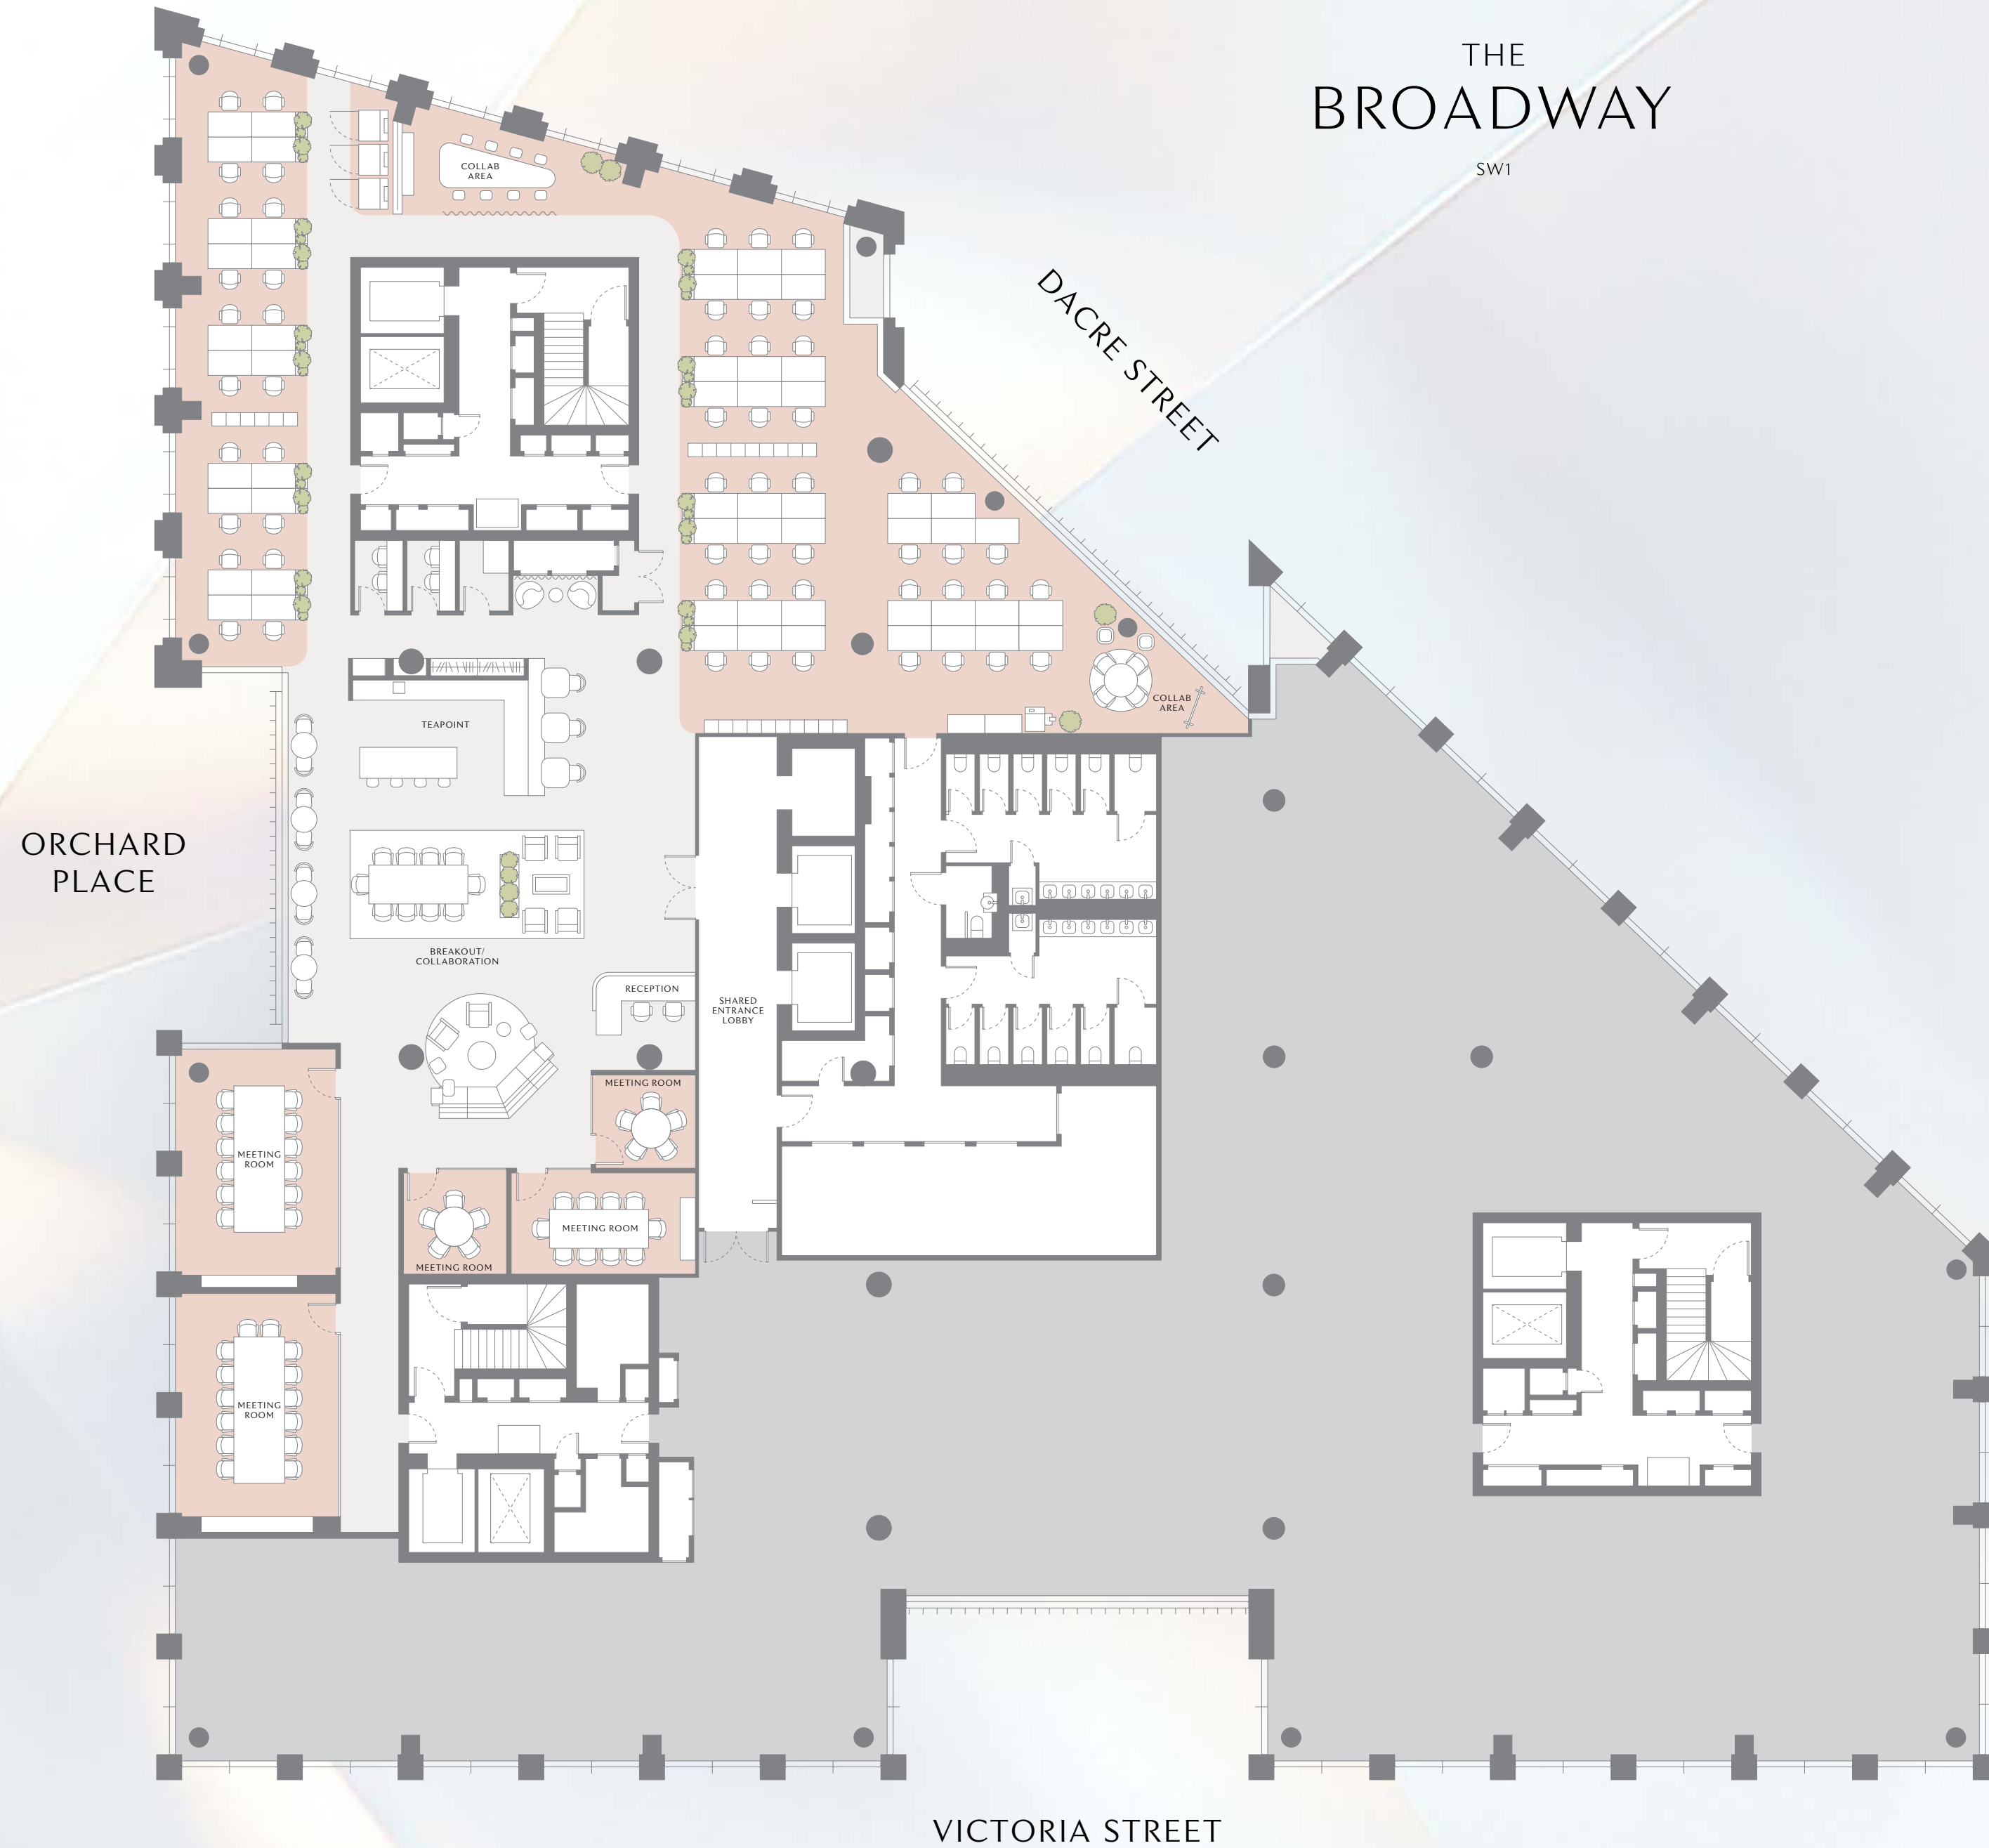 THE
BROADWAY
SW1
COLLAB
AREA
DACRE STREET
COLLAB
AREA
TEAPOINT
ORCHARD
PLACE
BREAKOUT/
COLLABORATION
RECEPTION
SHARED
ENTRANCE
LOBBY
MEETING ROOM
MEETING
ROOM
MEETING ROOM
MEETING ROOM
MEETING
ROOM
VICTORIA STREET